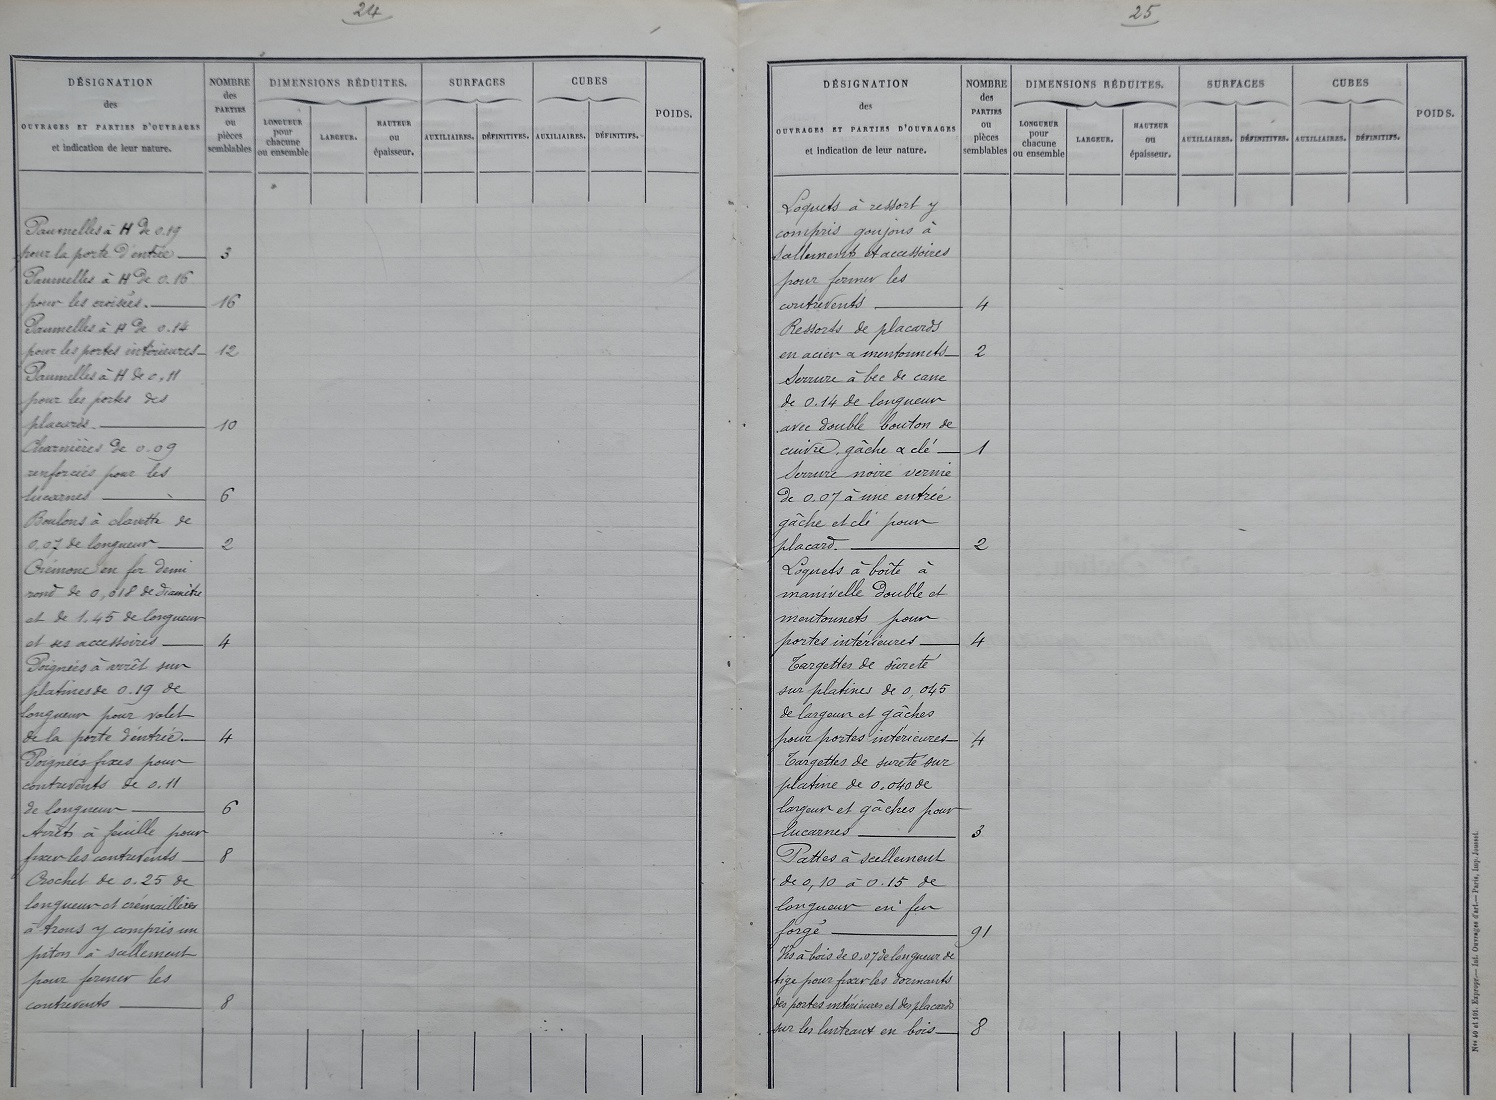 24
DÉSIGNATION
des
OUVRAGES ET PARTIES D'OUVRAGES
et indication de leur nature.
NOMBRE
des
PARTIES
ou
pièces
semblables
DIMENSIONS RÉDUITES.
LONGUEUR
pour
chacune
ou ensemble
LARGEUR.
HAUTEUR
ou
épaisseur.
SURFACES
AUXILIAIRES.
DÉFINITIVES.
CUBES
AUXILIAIRES.
DÉFINITIFS.
POIDS.
Paumelles à H de 0.19
pour la porte d'entrée 3
Paumelles à H de 0.16
pour les croisées. 16
Paumelles à H de 0.14
pour les portes intérieures 12
Paumelles à H de 0,11
pour les portes des
placards. 10
Charnières de 0.09
renforcées pour les
lucarnes 6
Boulons à clavette de
0,07 de longueur 2
Crémone en fer demi
rond de 0,018 de diamètre
et de 1.45 de longueur
et ses accessoires 4
Poignées à arrêt sur
platines de 0.19 de
longueur pour volet
de la porte d'entrée. 4
Poignées fixes pour
contrevents de 0.11
de longueur 6
Arrêts à feuille pour
fixer les contrevents 8
Crochet de 0.25 de
longueur et crémaillères
à trous y compris un
piton à scellement
pour fermer les
contrevents 8
25
DÉSIGNATION
des
OUVRAGES ET PARTIES D'OUVRAGES
et indication de leur nature.
NOMBRE
des
PARTIES
ou
pièces
semblables
DIMENSIONS RÉDUITES.
LONGUEUR
pour
chacune
ou ensemble
LARGEUR.
HAUTEUR
ou
épaisseur.
SURFACES
AUXILIAIRES.
DÉFINITIVES.
CUBES
AUXILIAIRES.
DÉFINITIFS.
POIDS.
Loquets à ressort y
compris goujons à
scellement et accessoires
pour fermer les
contrevents 4
Ressorts de placards
en acier a mentonnets 2
Serrure à bec de cane
de 0.14 de longueur
avec double bouton de
cuivre, gâche & clé 1
Serrure noire vernie
de 0,07 à une entrée
gâche et clé pour
placard. 2
Loquets à boîte à
manivelle double et
mentonnets pour
portes intérieures 4
Targettes de sûreté
sur platines de 0,045
de largeur et gâches
pour portes intérieures 4
Targettes de sureté sur
platine de 0.040 de
largeur et gâches pour
lucarnes 3
Pattes à scellement
de 0,10 à 0.15 de
longueur en fer
forgé 91
Vis à bois de 0.07 de longueur de
tige pour fixer les dormants
des portes intérieures et des placards
sur les linteaux en bois 8
Nos 40 et 101. Expropr.— Int. Ouvrages d'art.— Paris, Imp. Jousset.